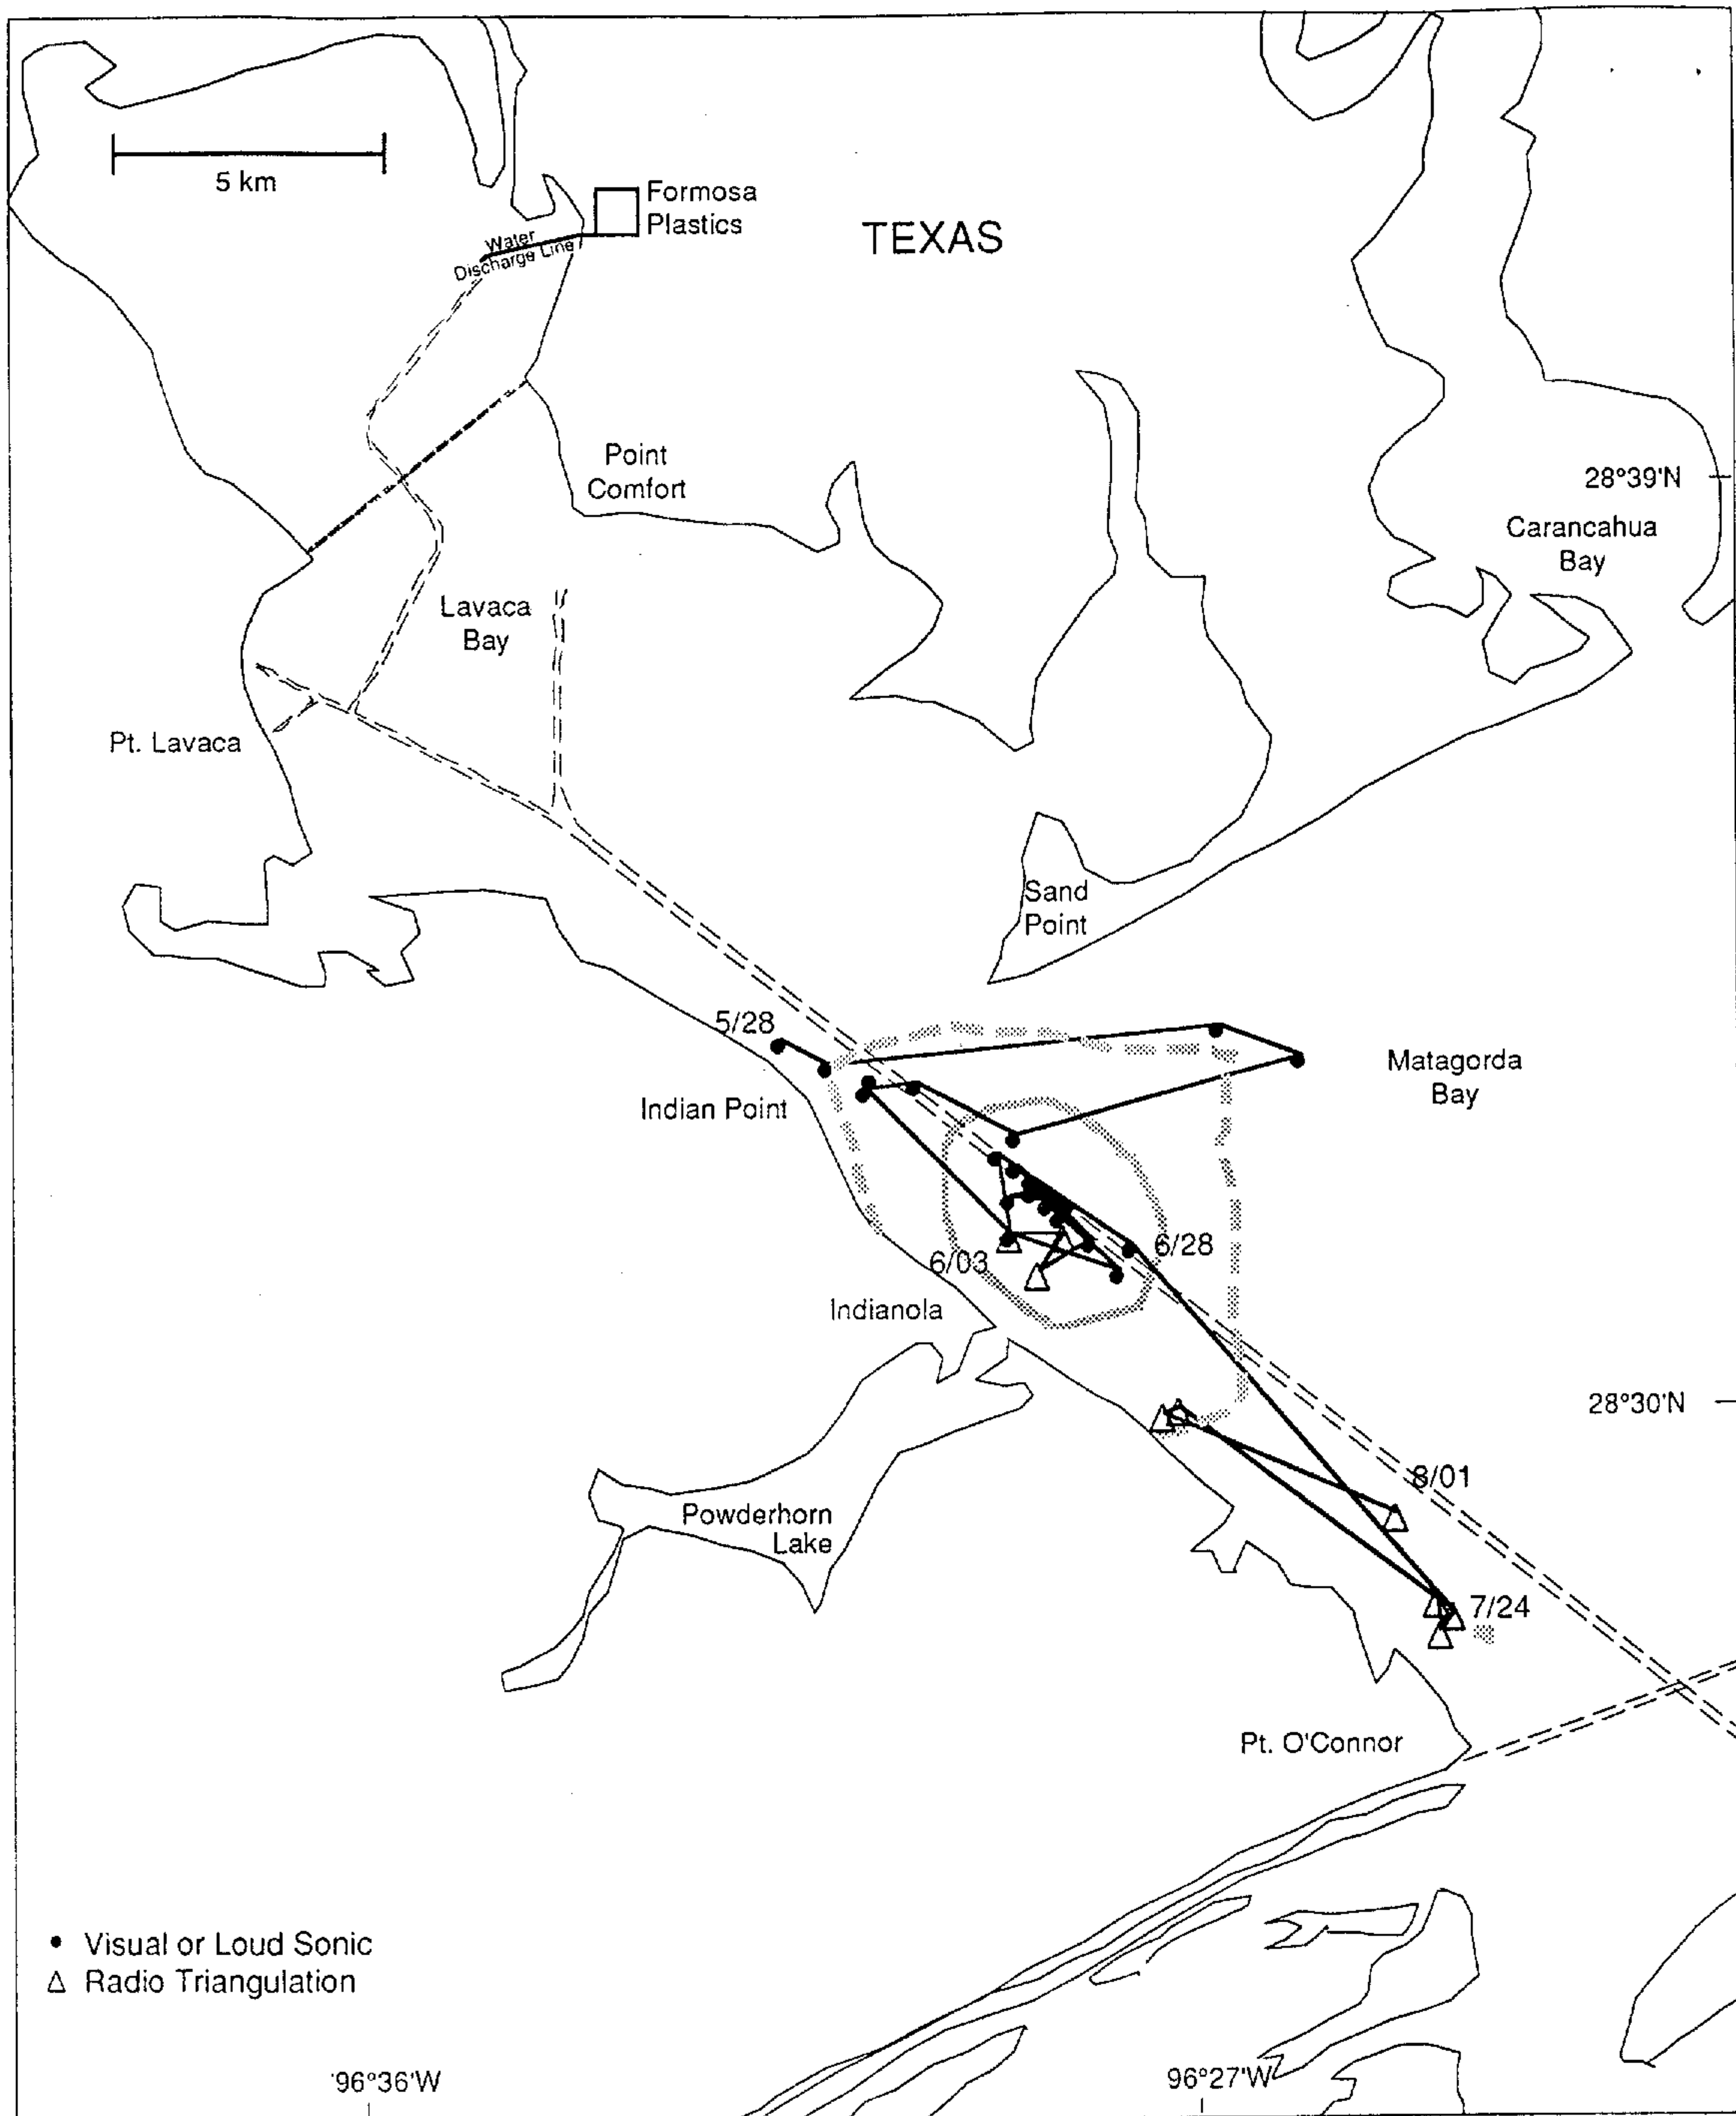 5 km
Formosa
Plastics
Water
Discharge Line
TEXAS
Point
Comfort
28°39'N
Carancahua
Bay
Lavaca
Bay
Pt. Lavaca
Sand
Point
5/28
Matagorda
Bay
Indian Point
6/28
6/03
Indianola
28°30'N
8/01
Powderhorn
Lake
7/24
Pt. O'Connor
Visual or Loud Sonic
Radio Triangulation
96°36'W
96°27'W